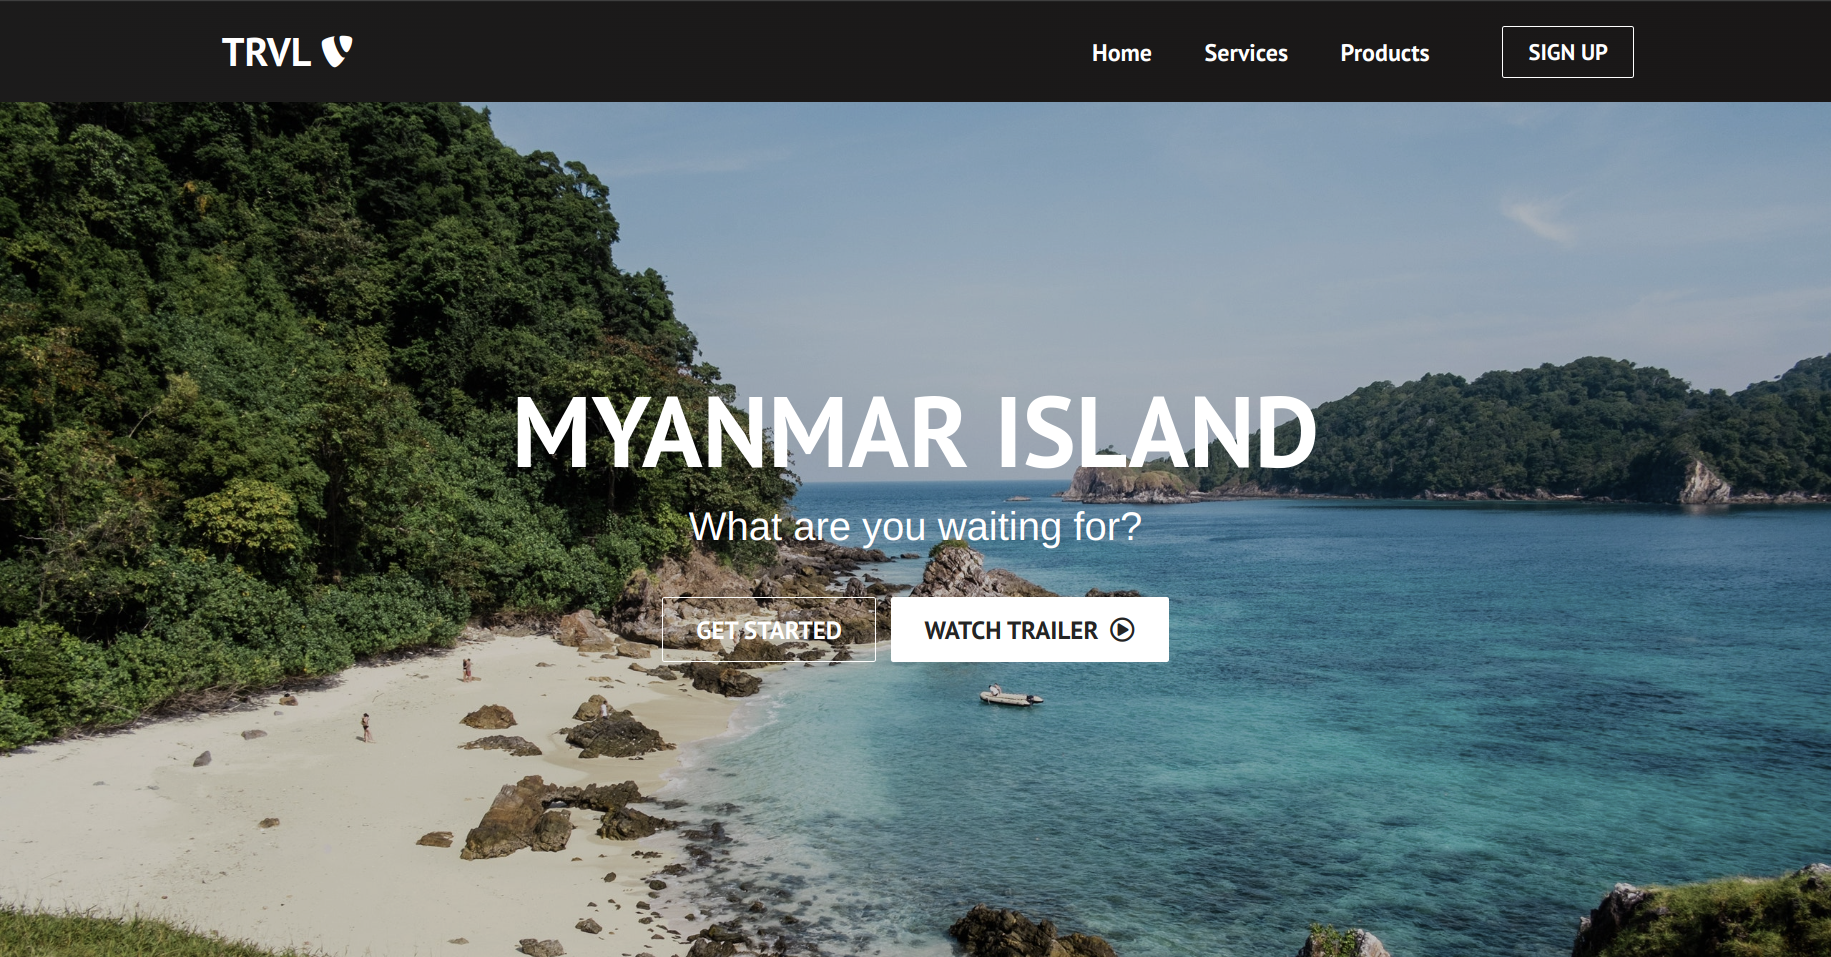 TRVL
Home Services Products SIGN UP
MYANMAR ISLAND
What are you waiting for?
GET STARTED WATCH TRAILER